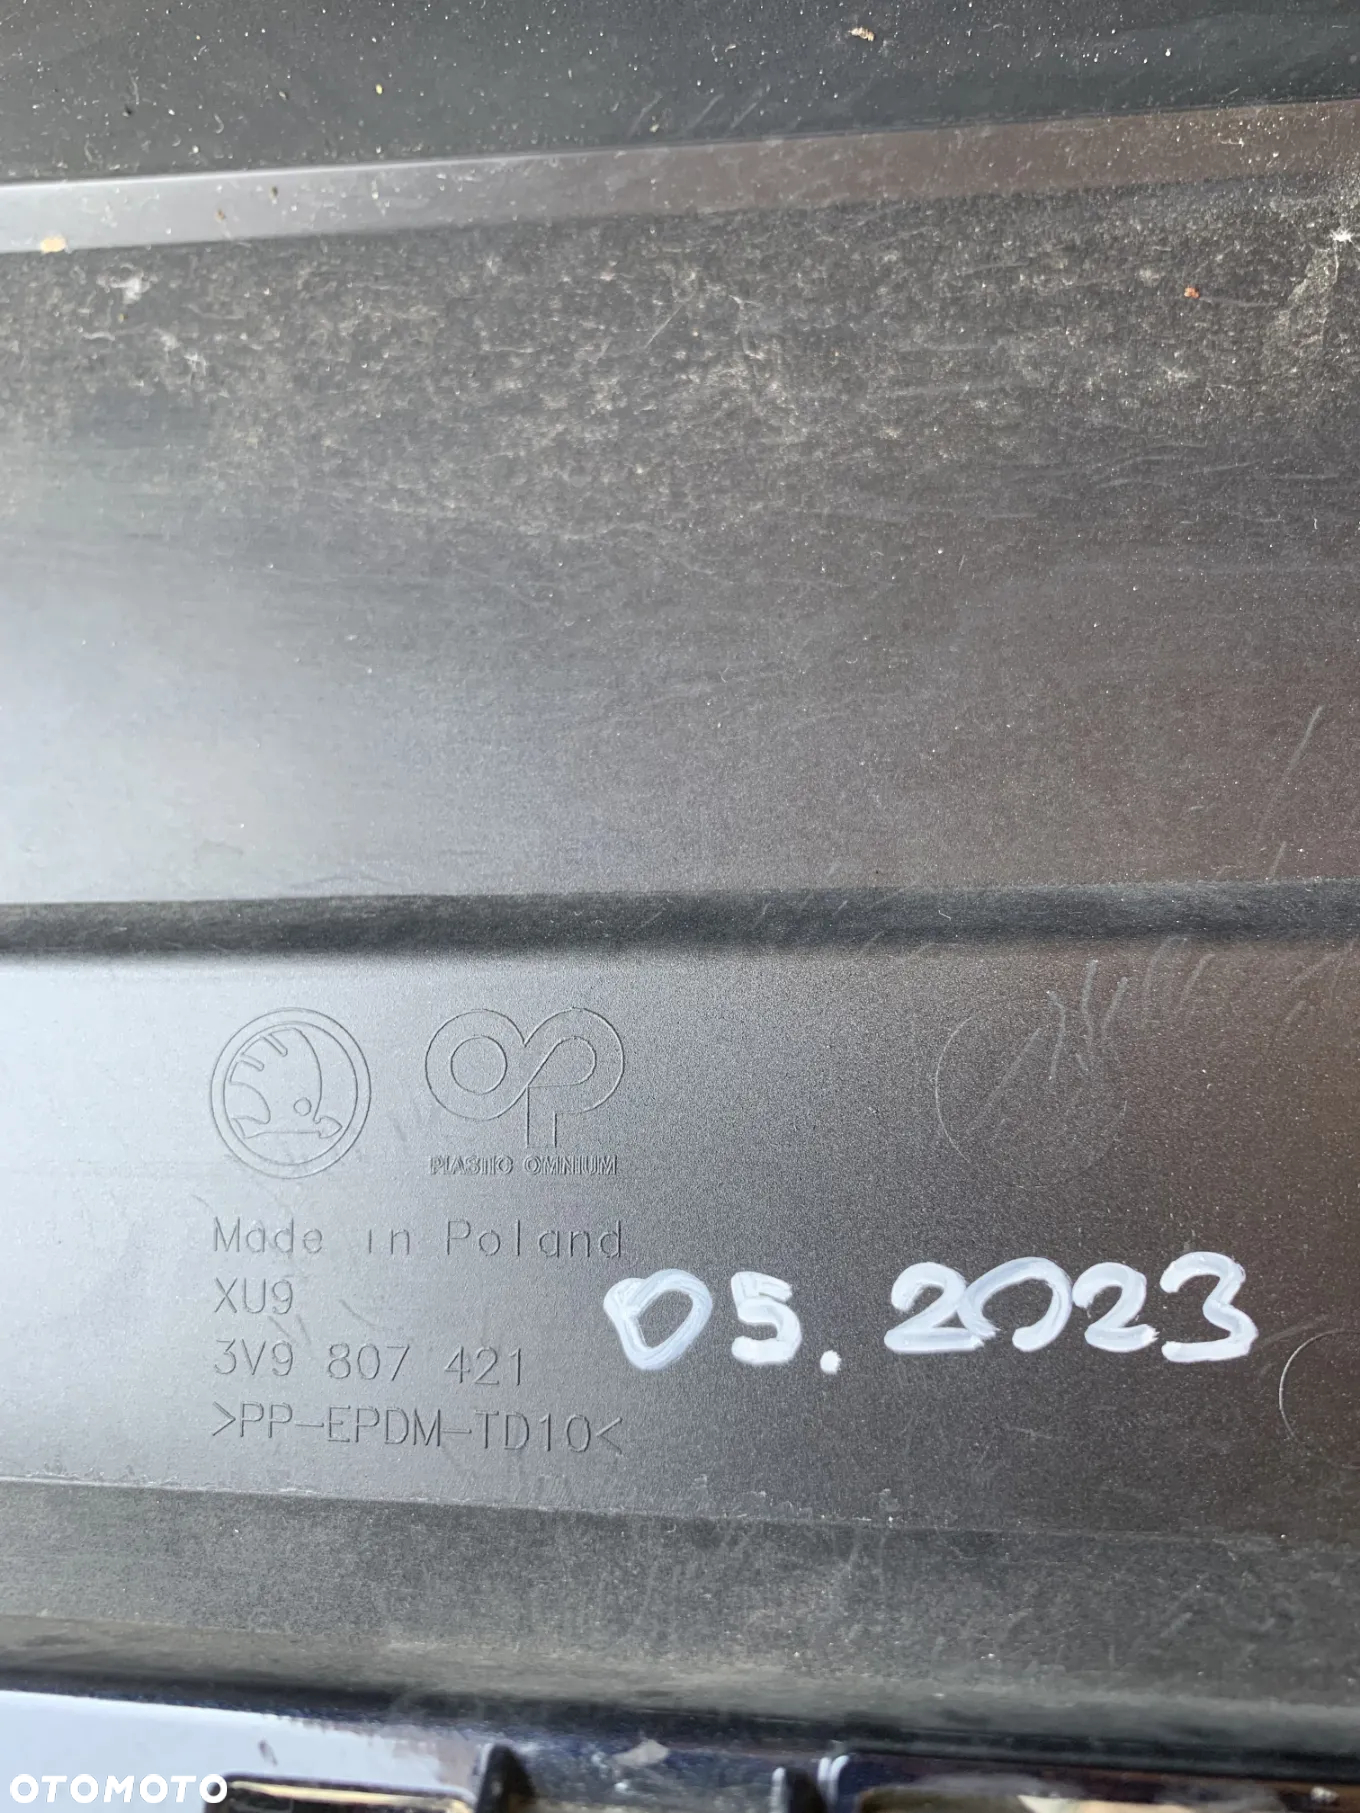 PLASTIC OMNIUM
Made in Poland
XU9
3V9 807 421
>PP-EPDM-TD10<
05.2023
OTOMOTO